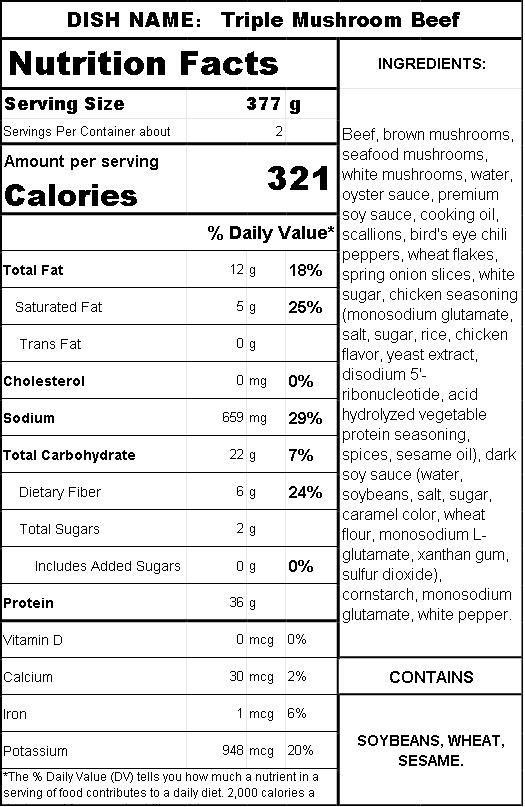 DISH NAME: Triple Mushroom Beef
Nutrition Facts
Serving Size 377 g
Servings Per Container about 2
Amount per serving
Calories 321
% Daily Value*
Total Fat 12 g 18%
Saturated Fat 5 g 25%
Trans Fat 0 g
Cholesterol 0 mg 0%
Sodium 659 mg 29%
Total Carbohydrate 22 g 7%
Dietary Fiber 6 g 24%
Total Sugars 2 g
Includes Added Sugars 0 g 0%
Protein 36 g
Vitamin D 0 mcg 0%
Calcium 30 mcg 2%
Iron 1 mcg 6%
Potassium 948 mcg 20%
*The % Daily Value (DV) tells you how much a nutrient in a
serving of food contributes to a daily diet. 2,000 calories a
INGREDIENTS:
Beef, brown mushrooms,
seafood mushrooms,
white mushrooms, water,
oyster sauce, premium
soy sauce, cooking oil,
scallions, bird's eye chili
peppers, wheat flakes,
spring onion slices, white
sugar, chicken seasoning
(monosodium glutamate,
salt, sugar, rice, chicken
flavor, yeast extract,
disodium 5'-
ribonucleotide, acid
hydrolyzed vegetable
protein seasoning,
spices, sesame oil), dark
soy sauce (water,
soybeans, salt, sugar,
caramel color, wheat
flour, monosodium L-
glutamate, xanthan gum,
sulfur dioxide),
cornstarch, monosodium
glutamate, white pepper.
CONTAINS
SOYBEANS, WHEAT,
SESAME.